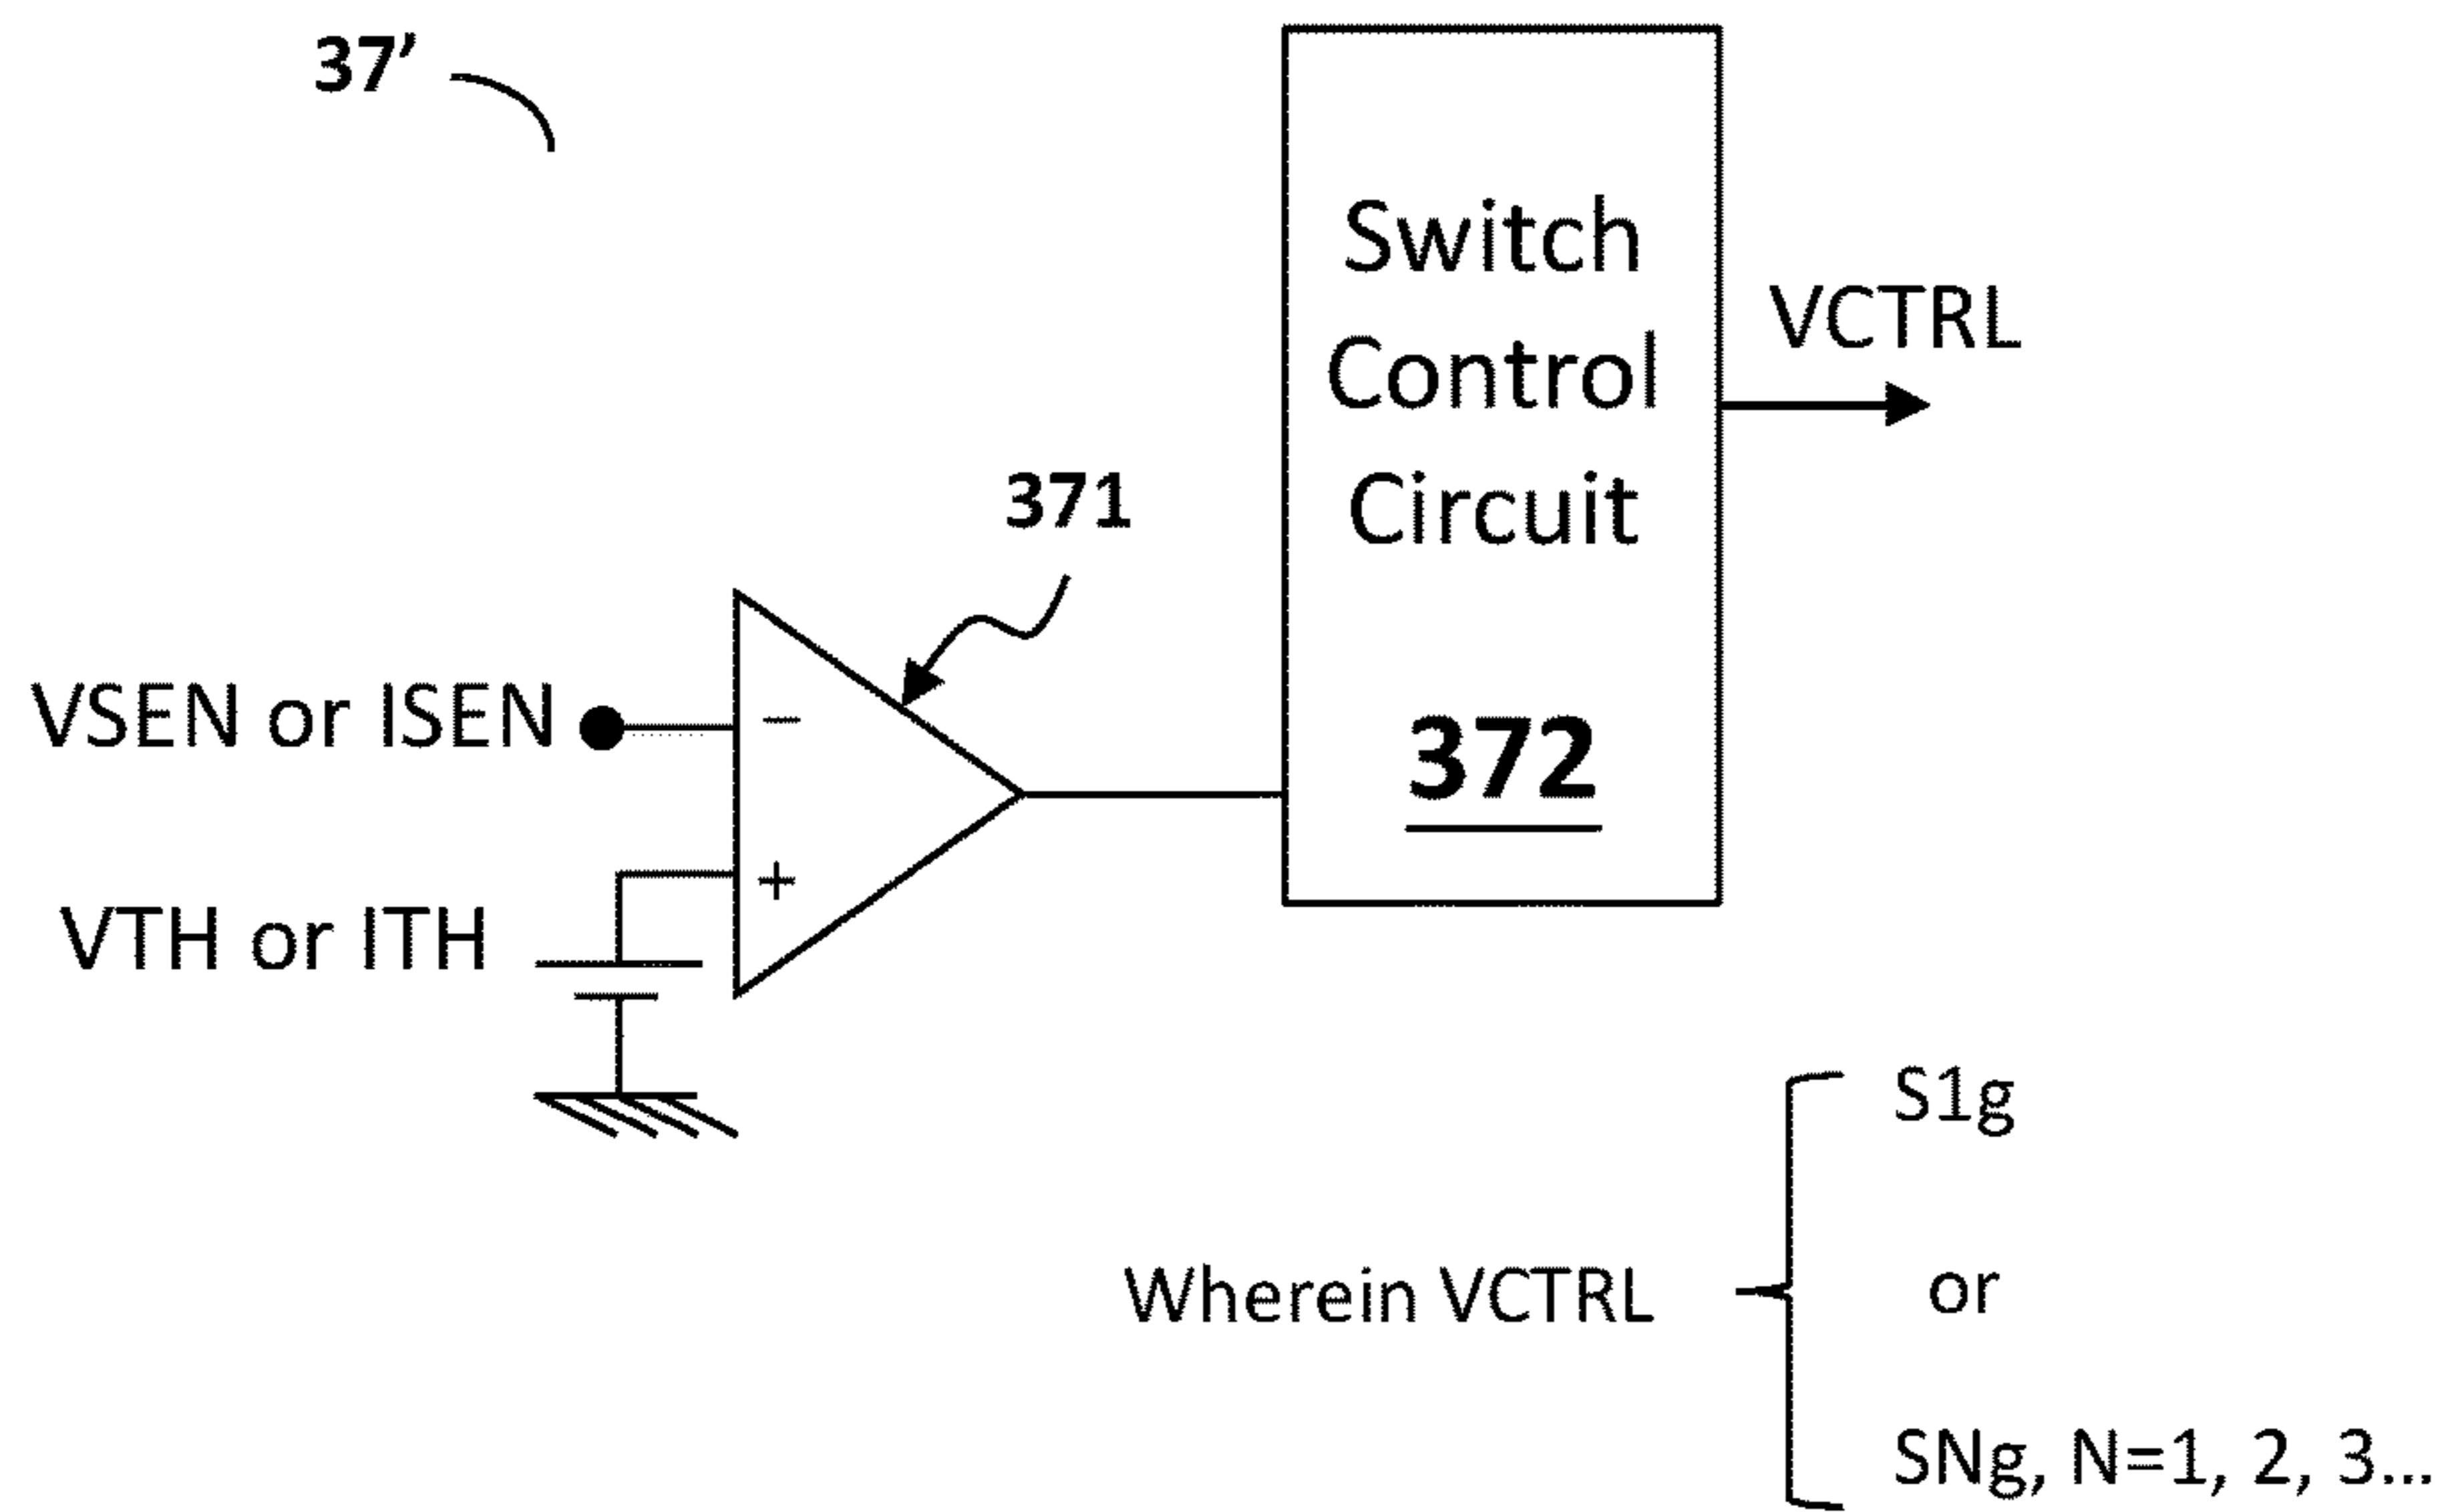 37’
Switch
Control
Circuit
372
VCTRL
371
VSEN or ISEN
−
+
VTH or ITH
Wherein VCTRL
S1g
or
SNg, N=1, 2, 3...